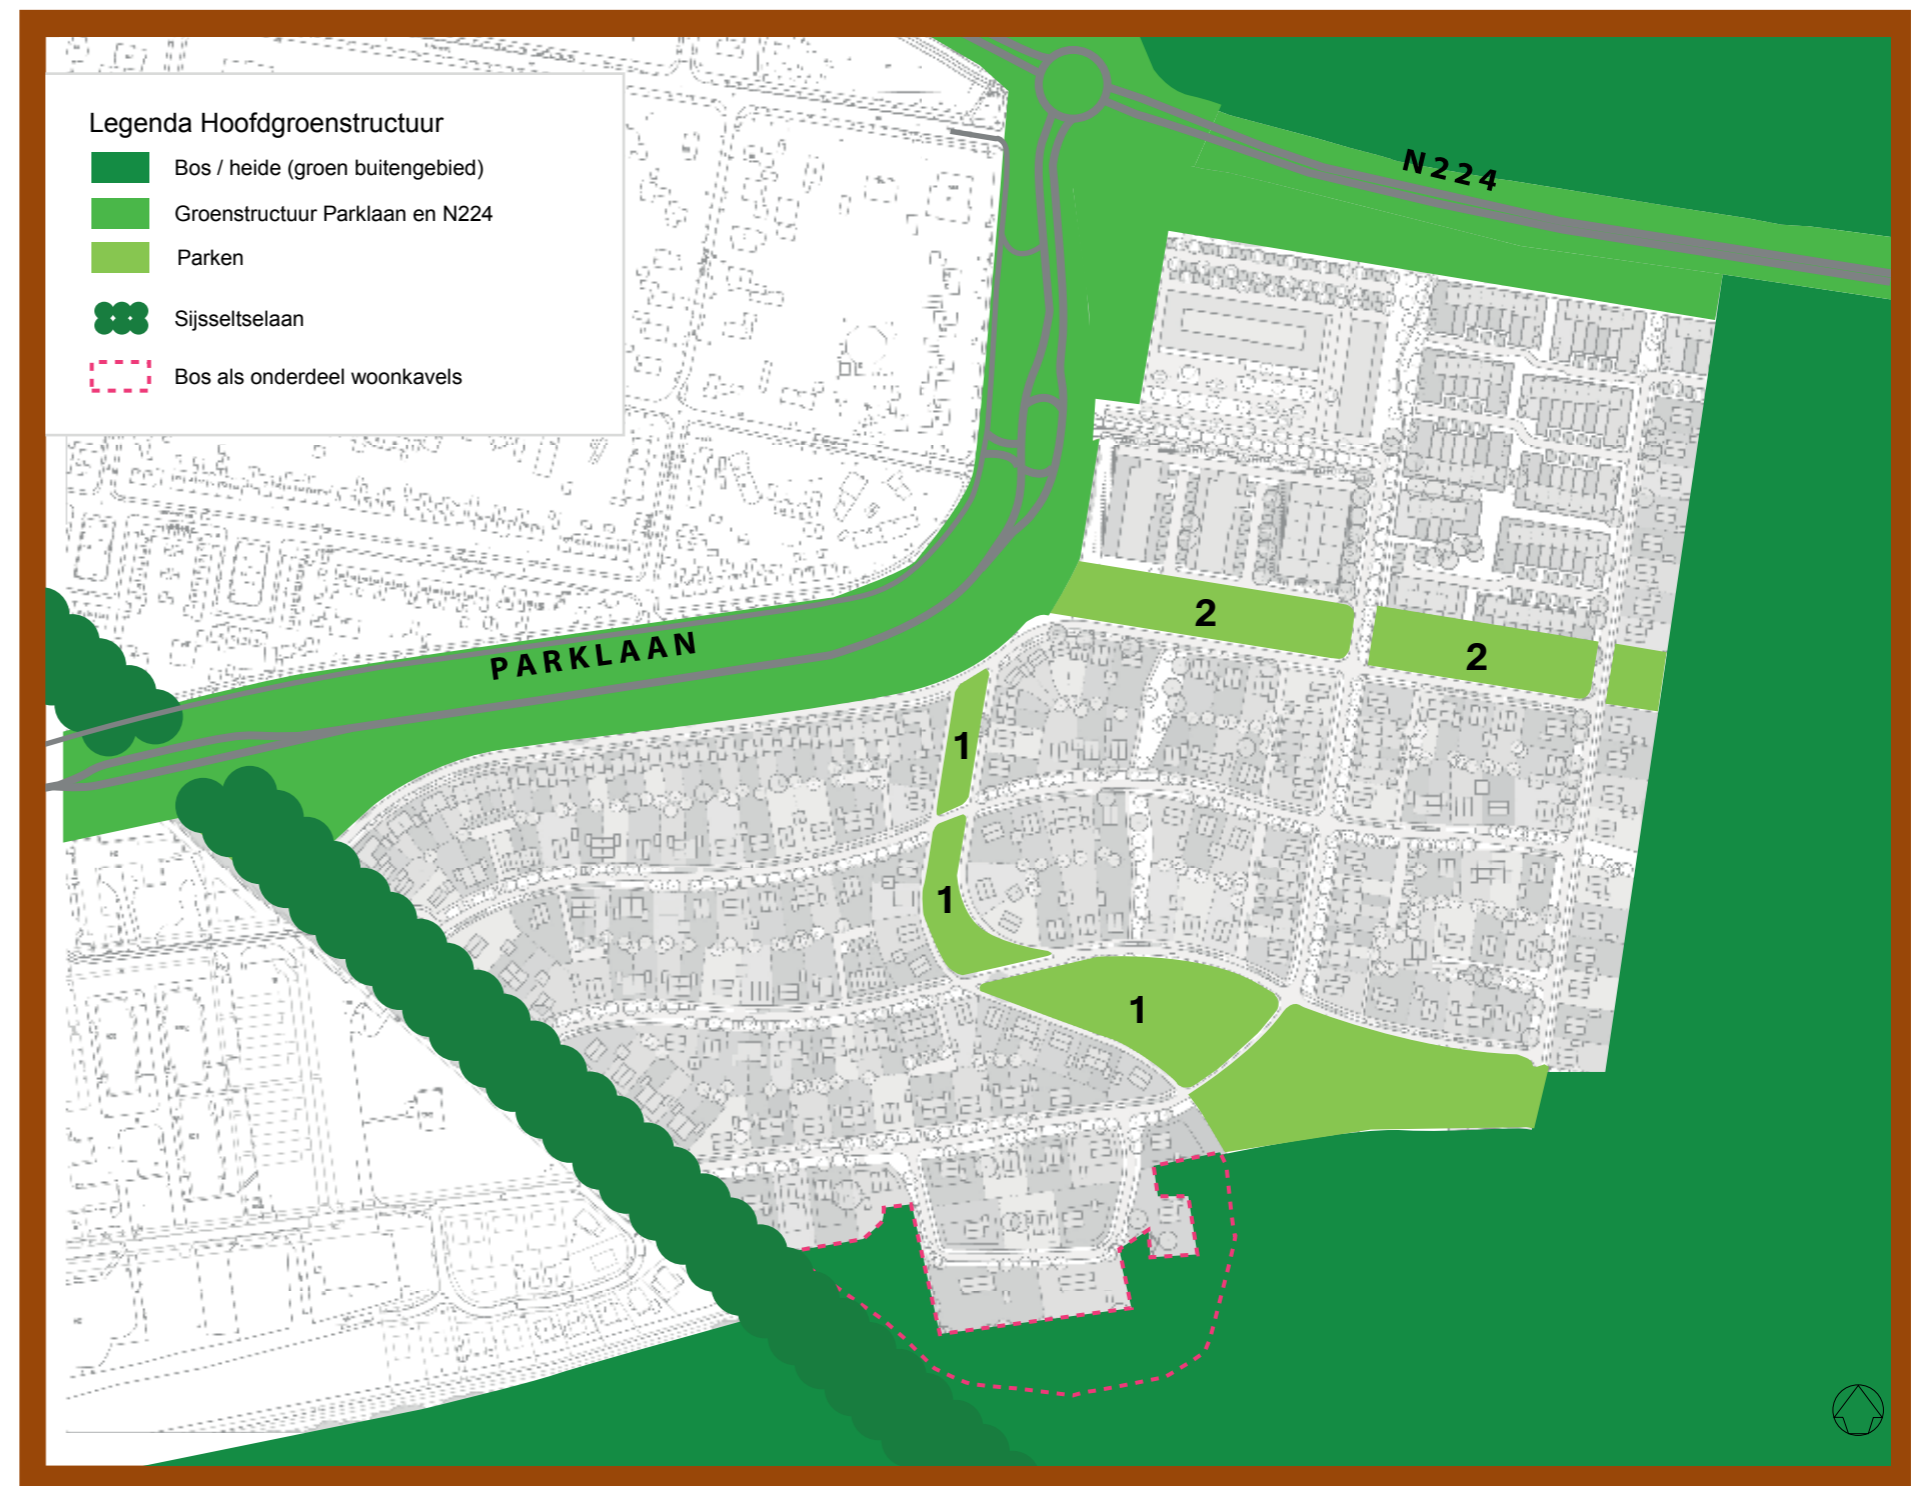 Legenda Hoofdgroenstructuur
Bos / heide (groen buitengebied)
Groenstructuur Parklaan en N224
Parken
Sijsseltselaan
Bos als onderdeel woonkavels
N224
PARKLAAN
2
2
1
1
1